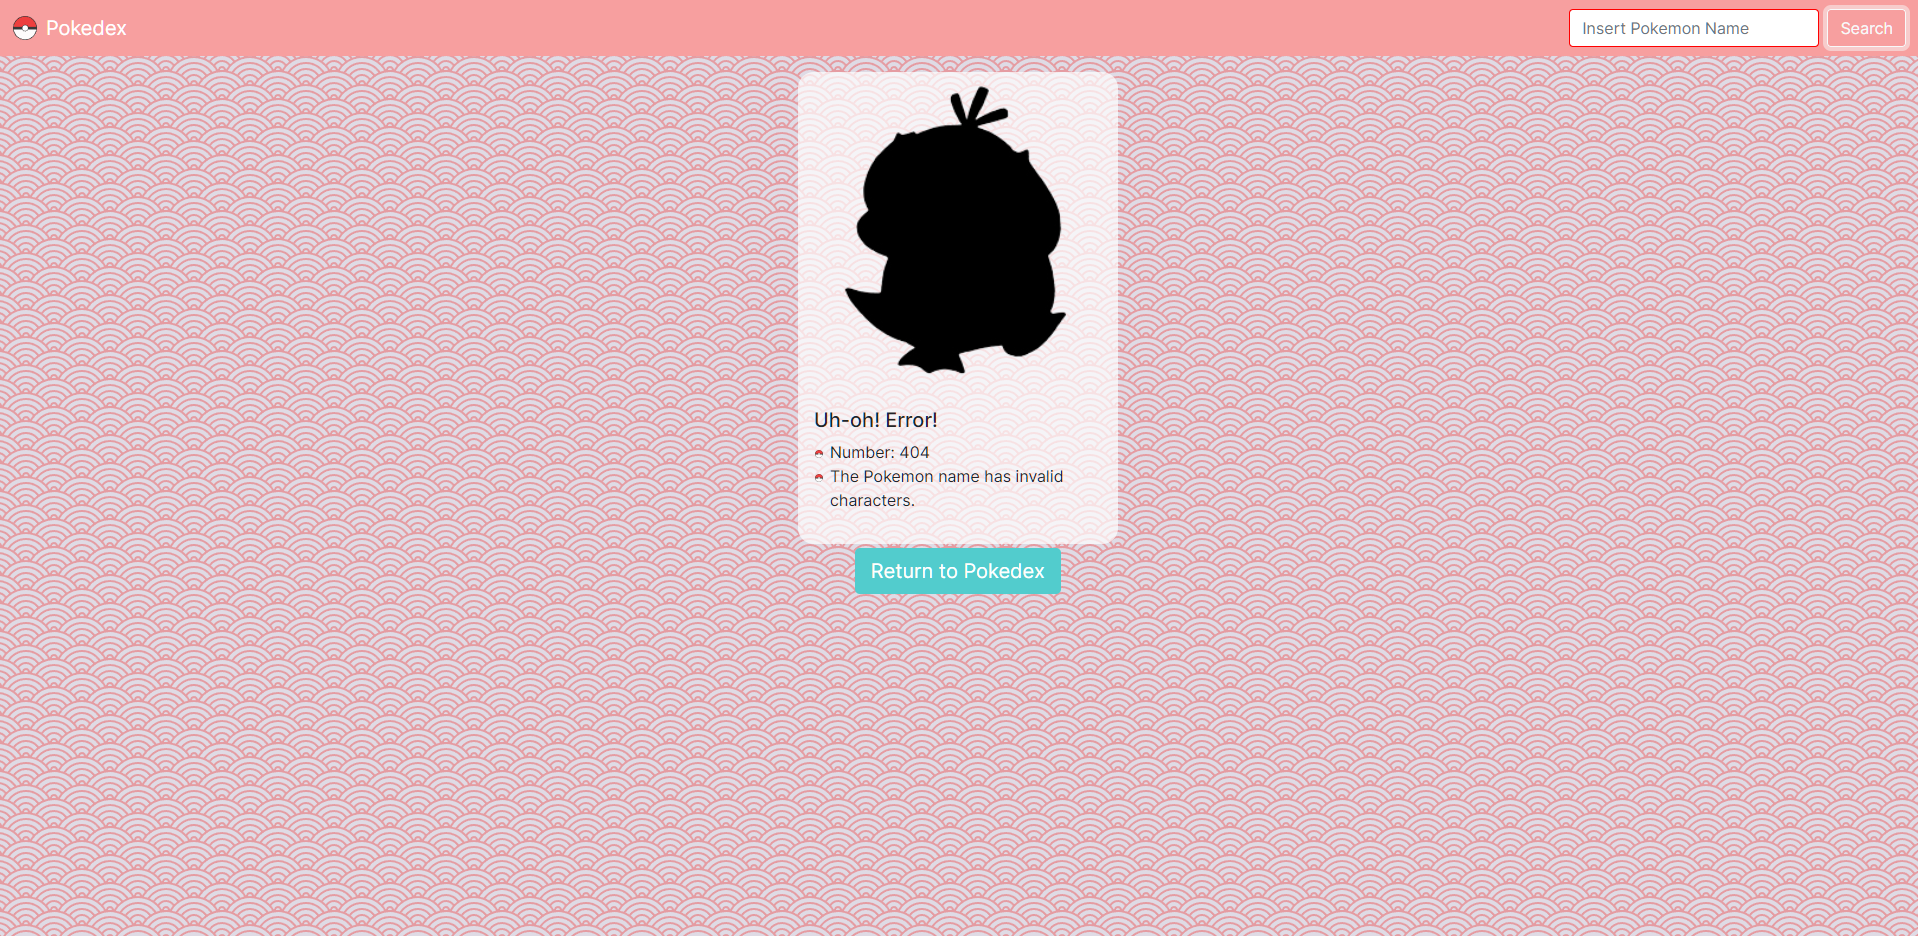 Pokedex
Insert Pokemon Name
Search
Uh-oh! Error!
Number: 404
The Pokemon name has invalid
characters.
Return to Pokedex